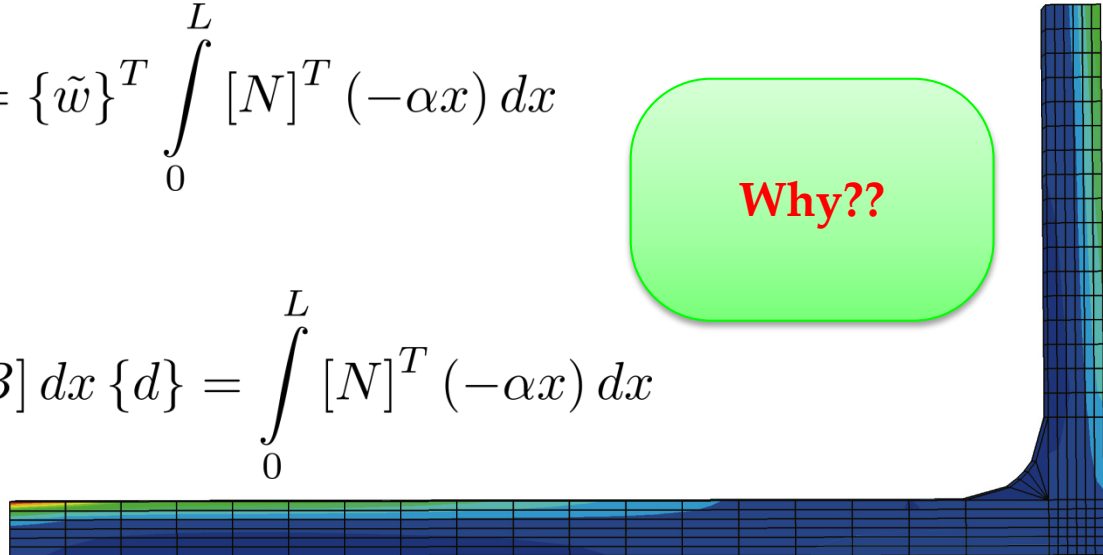 = {w̃}^T ∫_0^L [N]^T (−αx) dx
Why??
] dx {d} = ∫_0^L [N]^T (−αx) dx